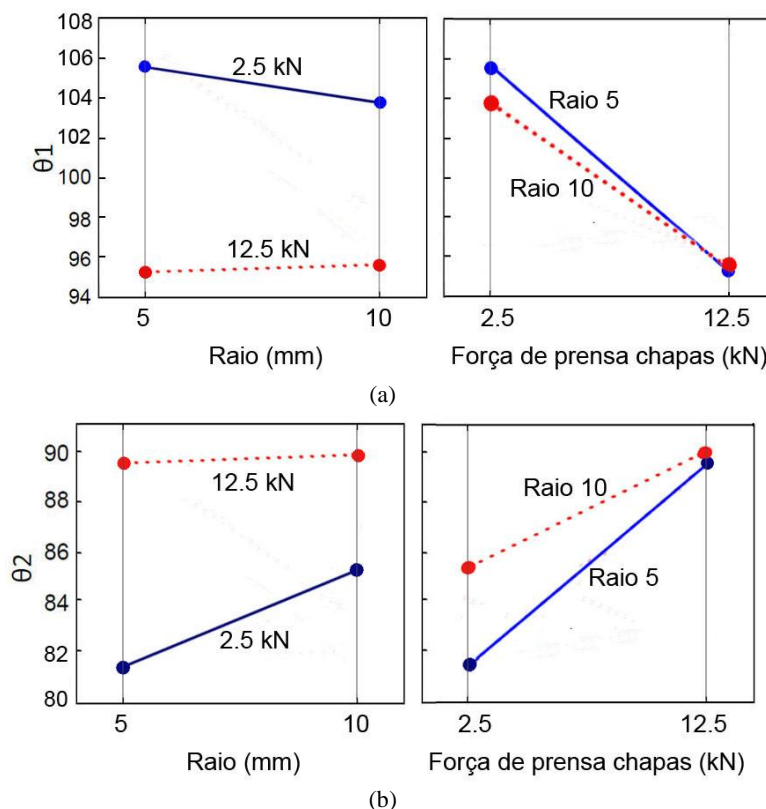 108
106
104
102
100
98
96
94
θ1
2.5 kN
12.5 kN
5
10
Raio (mm)
Raio 5
Raio 10
2.5
12.5
Força de prensa chapas (kN)
(a)
90
88
86
84
82
80
θ2
12.5 kN
2.5 kN
5
10
Raio (mm)
Raio 10
Raio 5
2.5
12.5
Força de prensa chapas (kN)
(b)